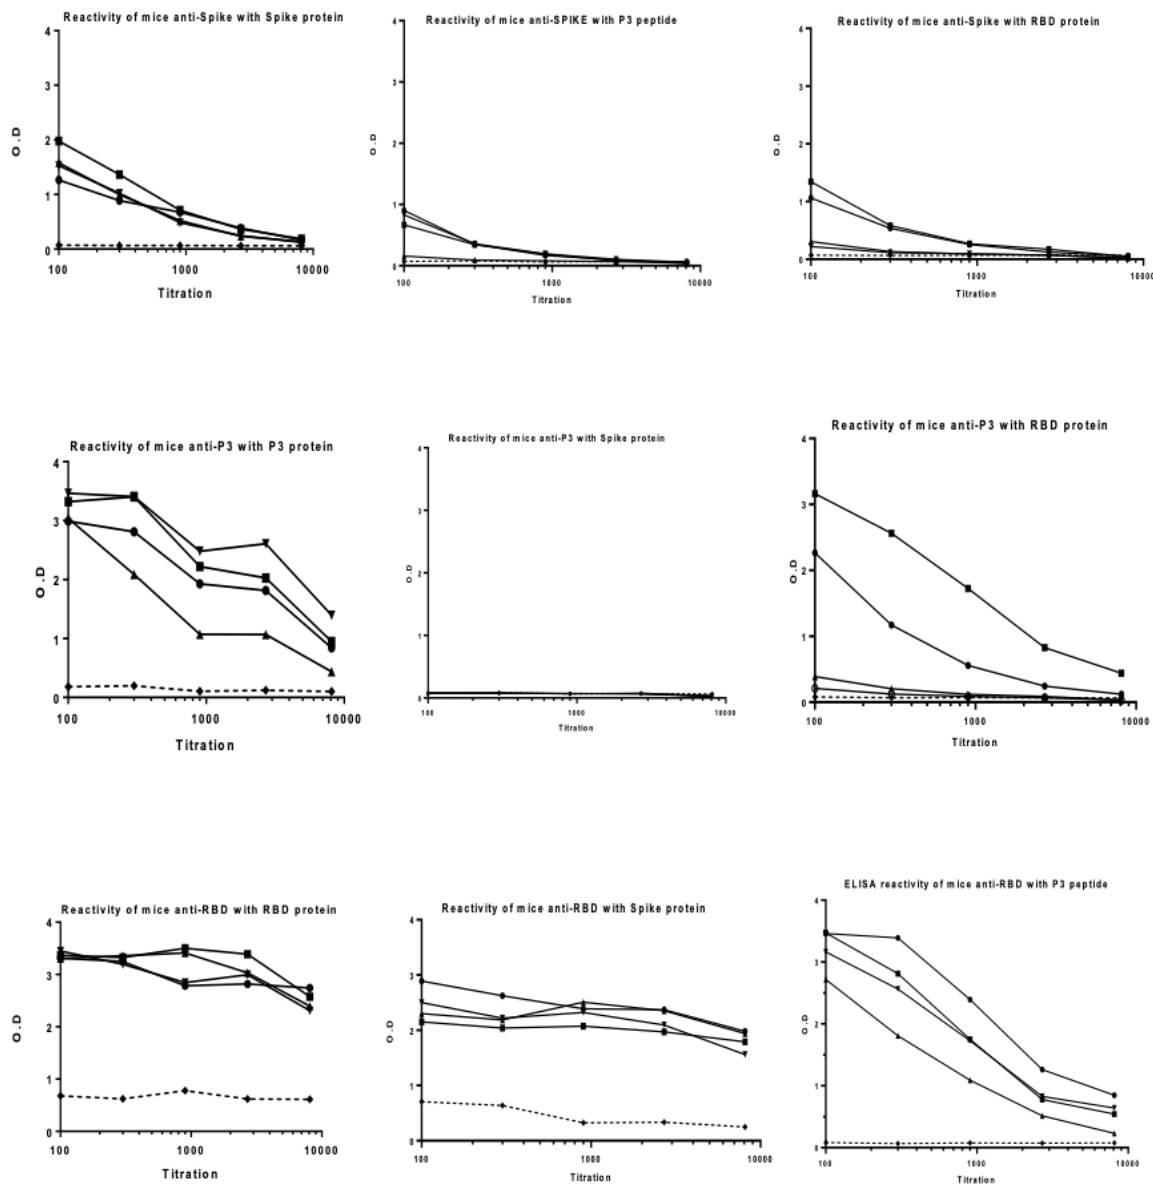 Reactivity of mice anti-Spike with Spike protein
4
3
2
1
0
O.D
100
1000
10000
Titration
Reactivity of mice anti-SPIKE with P3 peptide
4
3
2
1
0
O.D
100
1000
10000
Titration
Reactivity of mice anti-Spike with RBD protein
4
3
2
1
0
O.D
100
1000
10000
Titration
Reactivity of mice anti-P3 with P3 protein
4
3
2
1
0
O.D
100
1000
10000
Titration
Reactivity of mice anti-P3 with Spike protein
4
3
2
1
0
O.D
100
1000
10000
Titration
Reactivity of mice anti-P3 with RBD protein
4
3
2
1
0
O.D
100
1000
10000
Titration
Reactivity of mice anti-RBD with RBD protein
4
3
2
1
0
O.D
100
1000
10000
Titration
Reactivity of mice anti-RBD with Spike protein
4
3
2
1
0
O.D
100
1000
10000
Titration
ELISA reactivity of mice anti-RBD with P3 peptide
4
3
2
1
0
O.D
100
1000
10000
Titration